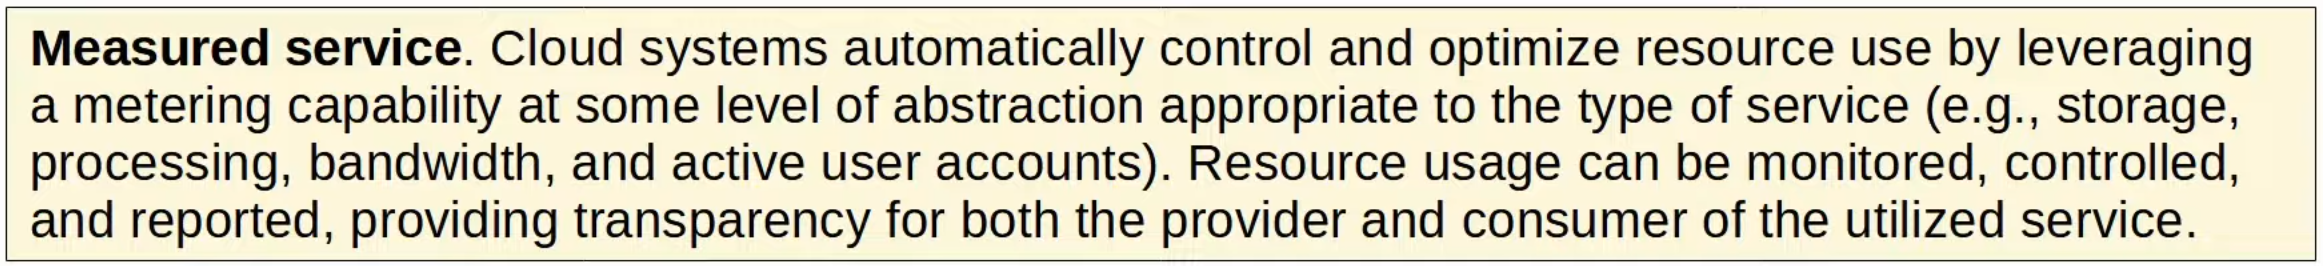 Measured service. Cloud systems automatically control and optimize resource use by leveraging
a metering capability at some level of abstraction appropriate to the type of service (e.g., storage,
processing, bandwidth, and active user accounts). Resource usage can be monitored, controlled,
and reported, providing transparency for both the provider and consumer of the utilized service.